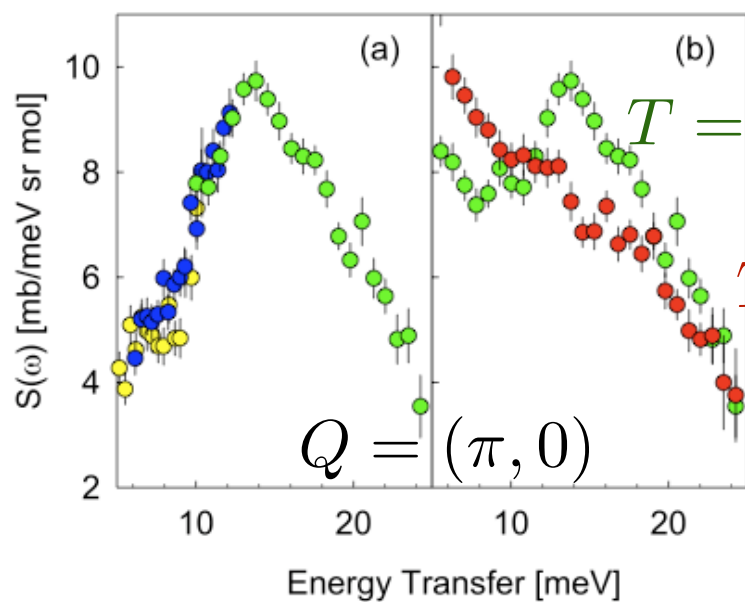 (a)
(b)
10
8
6
4
2
S(ω) [mb/meV sr mol]
T =
Q = (π, 0)
10
20
10
20
Energy Transfer [meV]